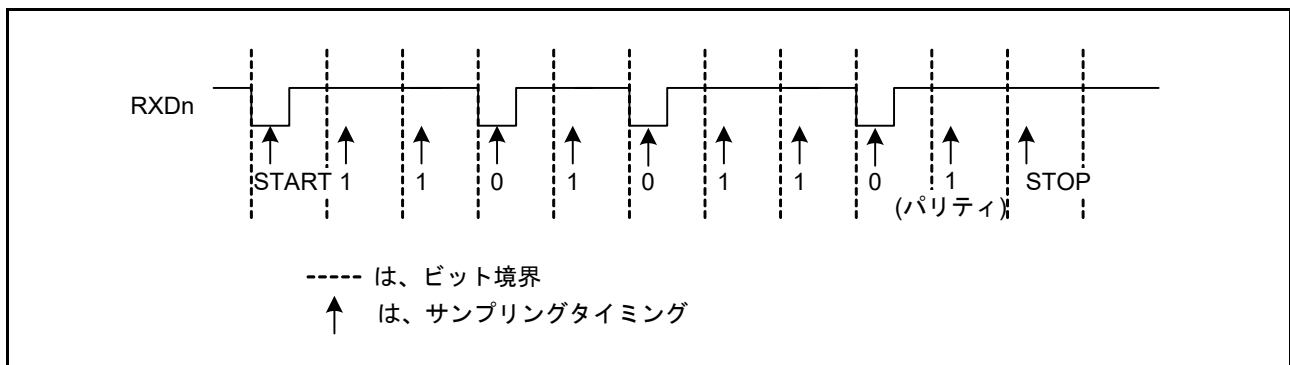 RXDn
START 1 1 0 1 0 1 1 0 1 STOP
(パリティ)
は、ビット境界
は、サンプリングタイミング